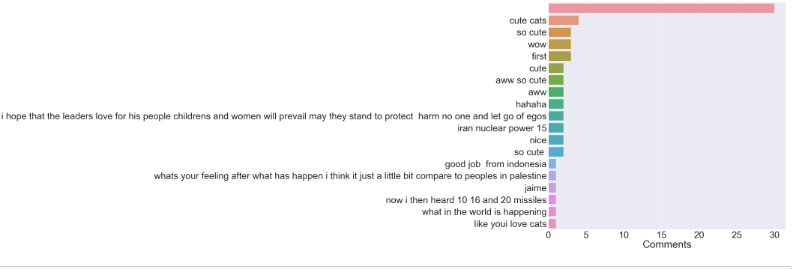 cute cats
so cute
wow
first
cute
aww so cute
aww
hahaha
i hope that the leaders love for his people childrens and women will prevail may they stand to protect  harm no one and let go of egos
iran nuclear power 15
nice
so cute
good job  from indonesia
whats your feeling after what has happen i think it just a little bit compare to peoples in palestine
jaime
now i then heard 10 16 and 20 missiles
what in the world is happening
like youi love cats
0 5 10 15 20 25 30
Comments